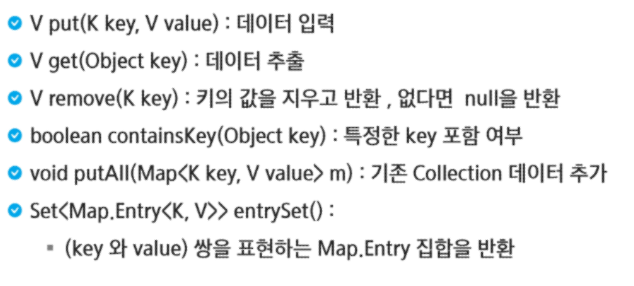 V put(K key, V value) : 데이터 입력
V get(Object key) : 데이터 추출
V remove(K key) : 키의 값을 지우고 반환 , 없다면 null을 반환
boolean containsKey(Object key) : 특정한 key 포함 여부
void putAll(Map<K key, V value> m) : 기존 Collection 데이터 추가
Set<Map.Entry<K, V>> entrySet() :
(key 와 value) 쌍을 표현하는 Map.Entry 집합을 반환